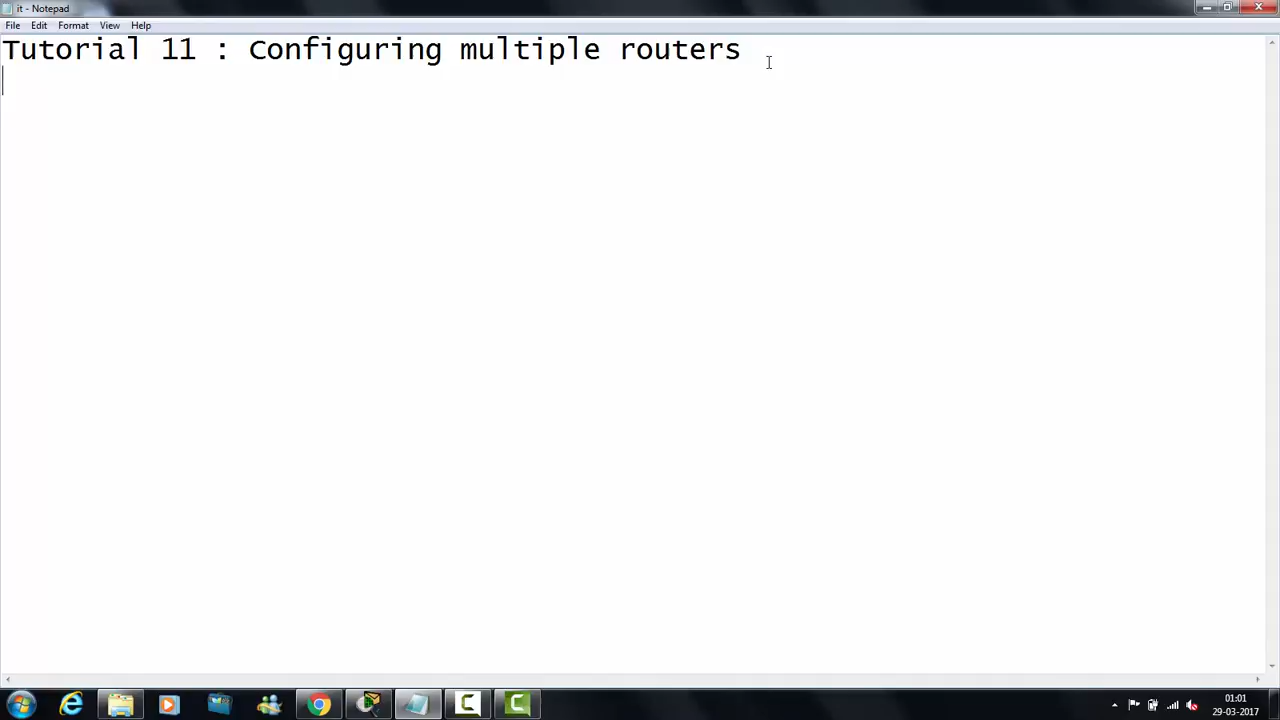 it - Notepad
File Edit Format View Help
Tutorial 11 : Configuring multiple routers
01:01
29-03-2017